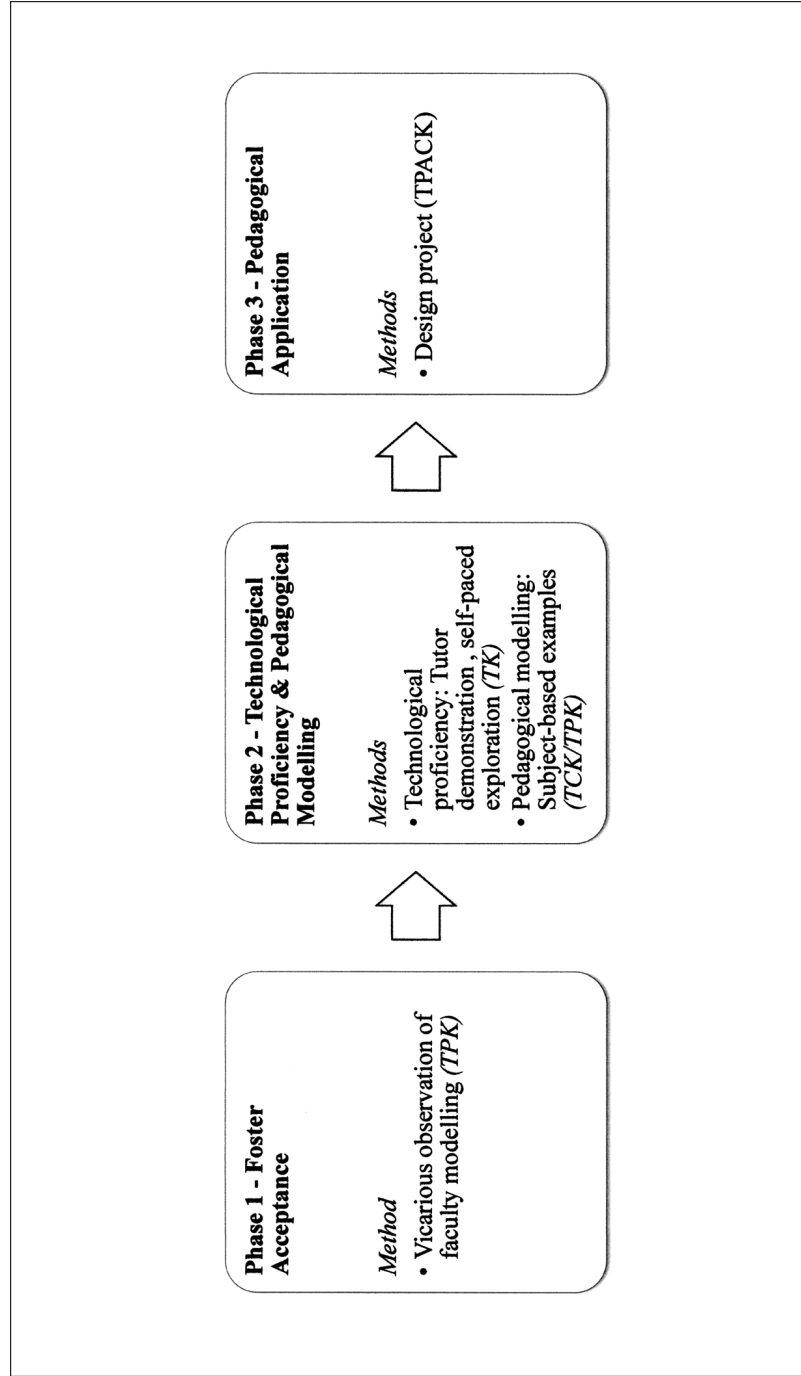 Phase 1 - Foster
Acceptance
Method
• Vicarious observation of
faculty modelling (TPK)
Phase 2 - Technological
Proficiency & Pedagogical
Modelling
Methods
• Technological
proficiency: Tutor
demonstration , self-paced
exploration (TK)
• Pedagogical modelling:
Subject-based examples
(TCK/TPK)
Phase 3 - Pedagogical
Application
Methods
• Design project (TPACK)